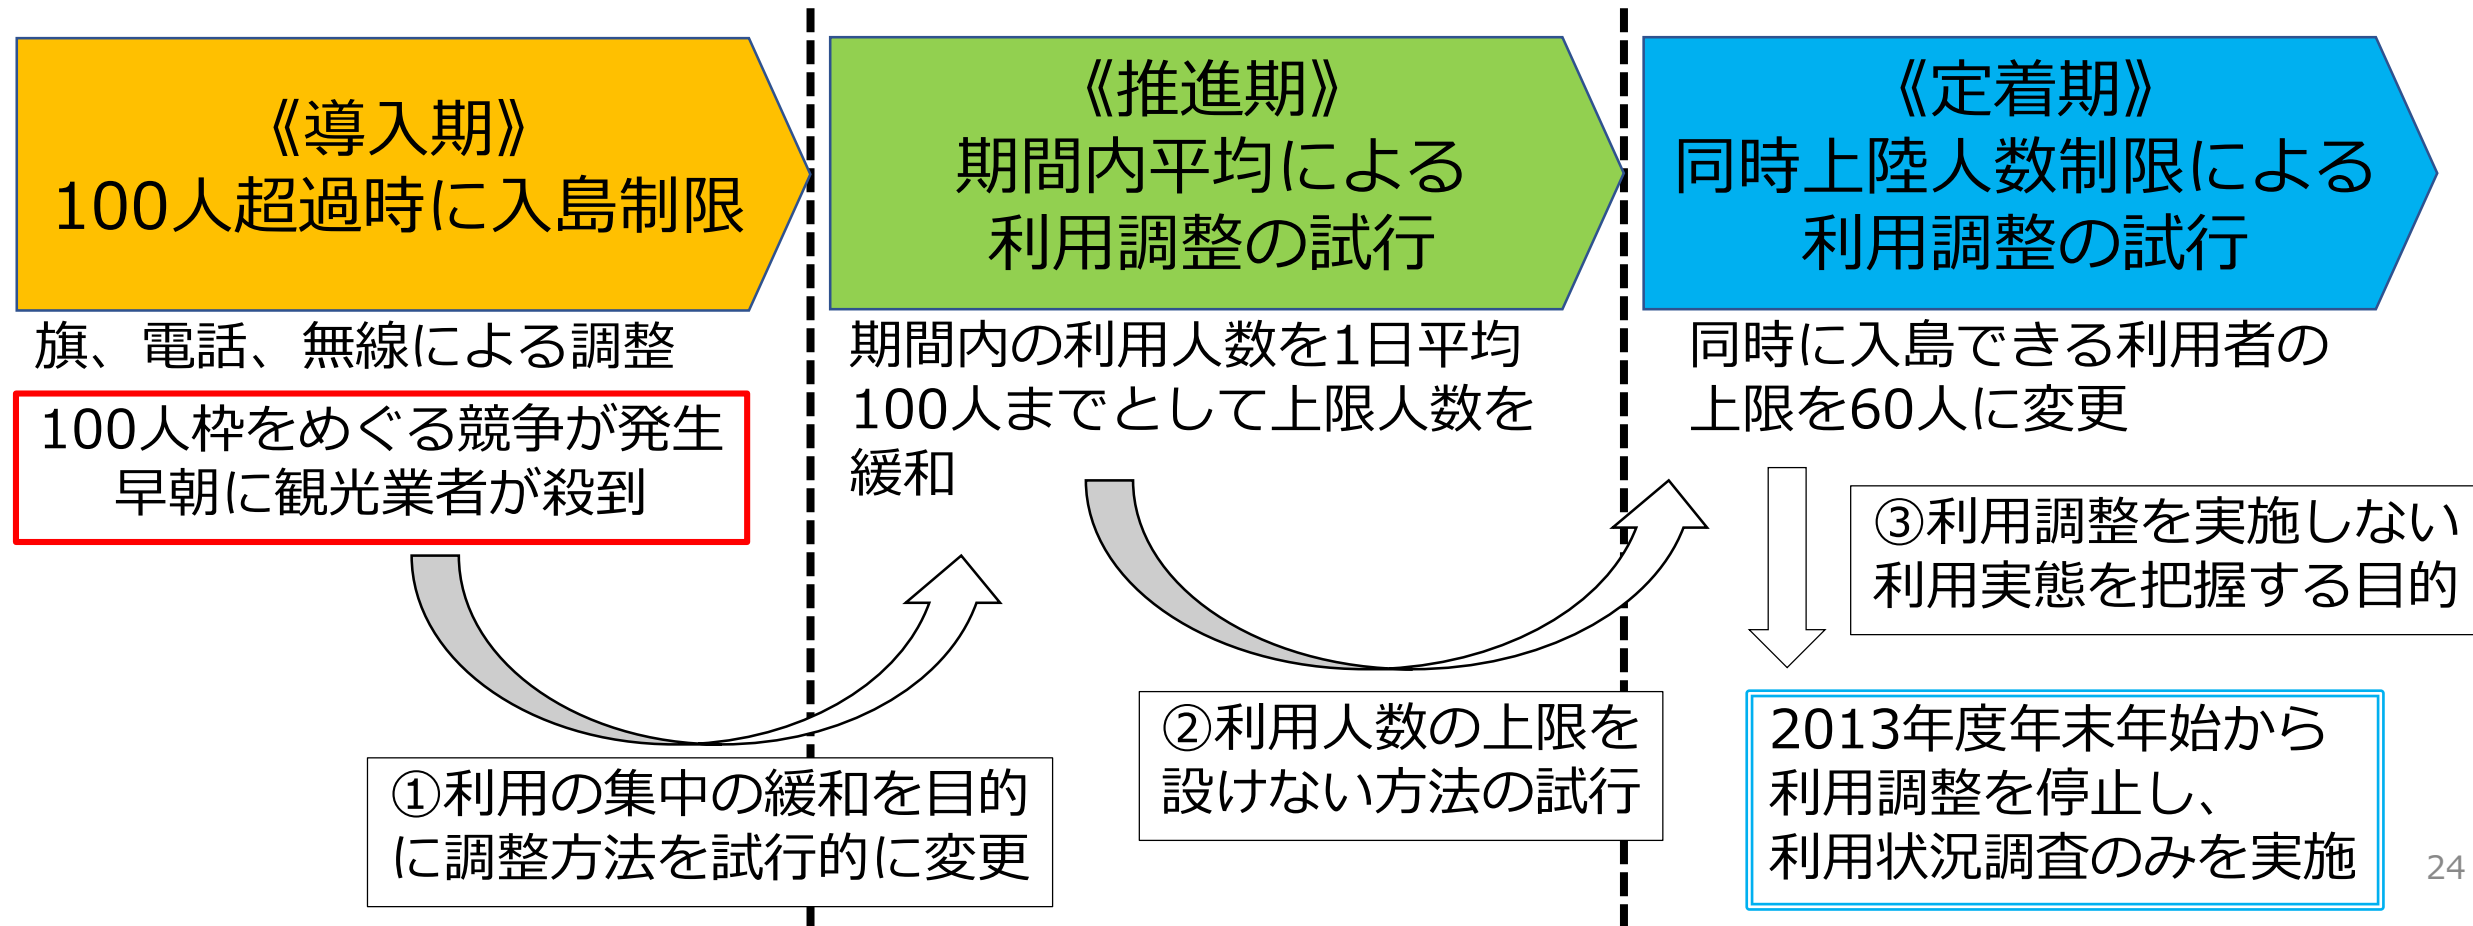 《導入期》
100人超過時に入島制限
旗、電話、無線による調整
100人枠をめぐる競争が発生
早朝に観光業者が殺到
①利用の集中の緩和を目的
に調整方法を試行的に変更
《推進期》
期間内平均による
利用調整の試行
期間内の利用人数を1日平均
100人までとして上限人数を
緩和
②利用人数の上限を
設けない方法の試行
《定着期》
同時上陸人数制限による
利用調整の試行
同時に入島できる利用者の
上限を60人に変更
③利用調整を実施しない
利用実態を把握する目的
2013年度年末年始から
利用調整を停止し、
利用状況調査のみを実施
24